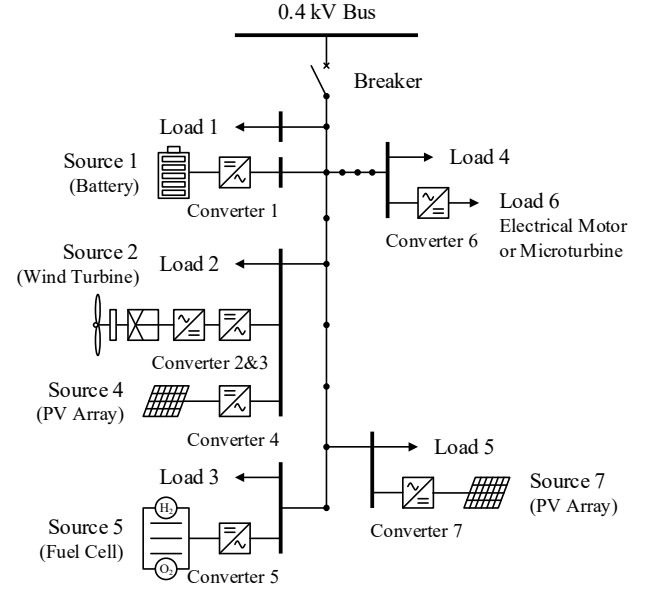 0.4 kV Bus
Breaker
Load 1
Source 1
(Battery)
Converter 1
Load 4
Load 6
Electrical Motor
or Microturbine
Converter 6
Source 2
(Wind Turbine)
Load 2
Converter 2&3
Source 4
(PV Array)
Converter 4
Load 5
Source 7
(PV Array)
Converter 7
Load 3
H₂
Source 5
(Fuel Cell)
O₂
Converter 5